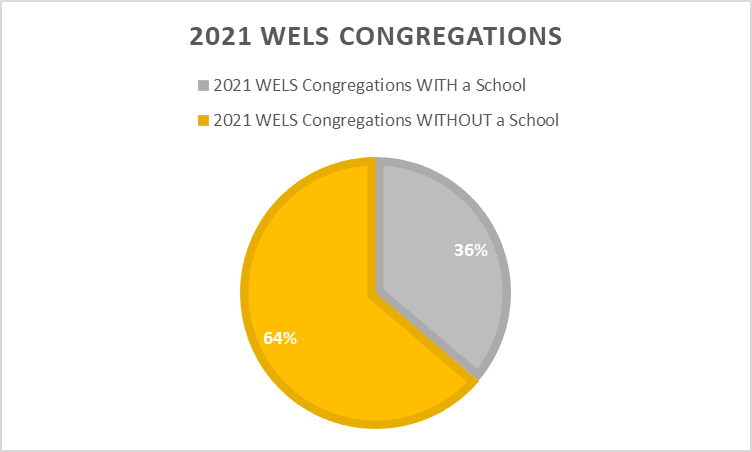 2021 WELS CONGREGATIONS
2021 WELS Congregations WITH a School
2021 WELS Congregations WITHOUT a School
36%
64%